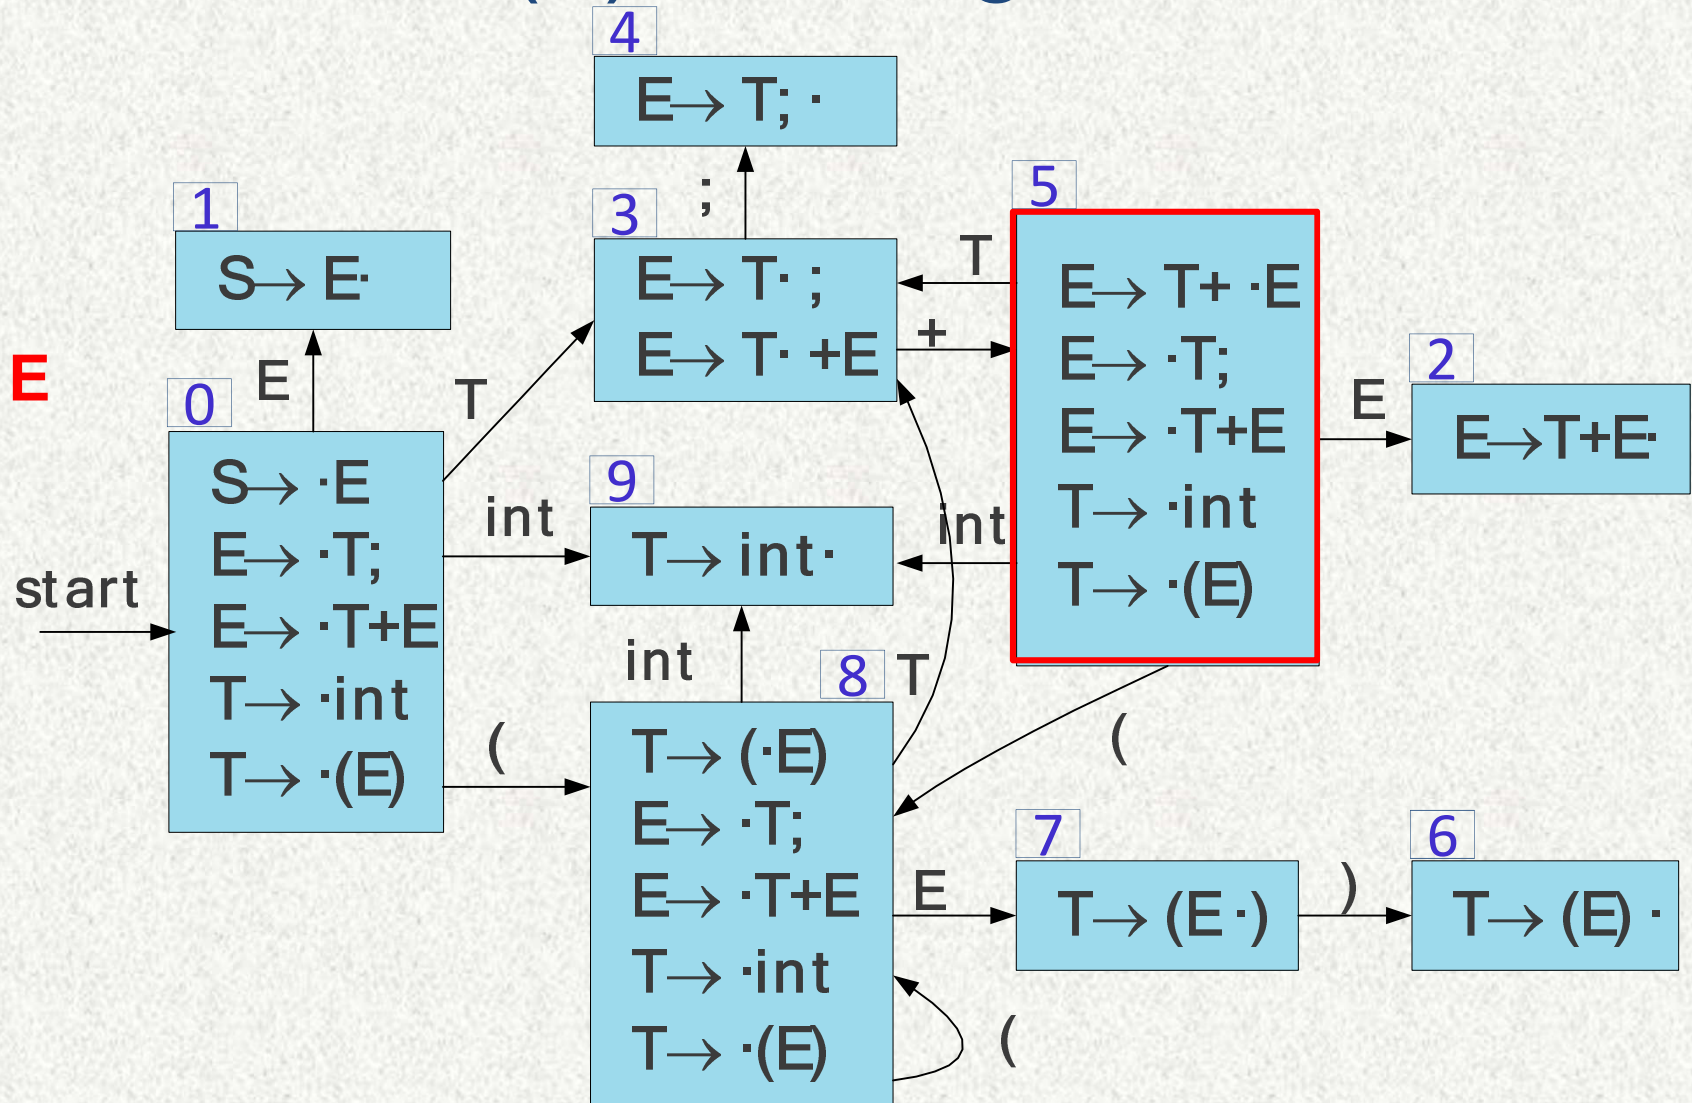 4
E→ T; ·
;
1
S→ E·
3
E→ T· ;
E→ T· +E
T
+
5
E→ T+ ·E
E→ ·T;
E→ ·T+E
T→ ·int
T→ ·(E)
E
2
E→T+E·
E
E
T
0
S→ ·E
E→ ·T;
E→ ·T+E
T→ ·int
T→ ·(E)
start
int
9
T→ int·
int
int
(
8
T
T→ (·E)
E→ ·T;
E→ ·T+E
T→ ·int
T→ ·(E)
(
E
7
T→ (E ·)
)
6
T→ (E) ·
(